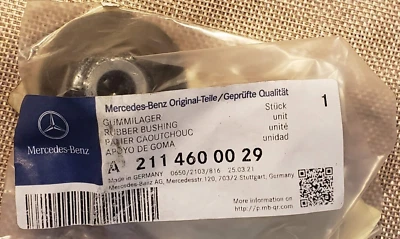 Mercedes-Benz Original-Teile/Geprüfte Qualität
GUMMILAGER Stück 1
RUBBER BUSHING unit
PALIER CAOUTCHOUC unité
APOYO DE GOMA unidad
Mercedes-Benz
A 211 460 00 29
Made in GERMANY 0650/2103/816 25.03.21
Mercedes-Benz AG, Mercedesstr. 120, 70372 Stuttgart, Germany
More information on
http://p.mb-qr.com